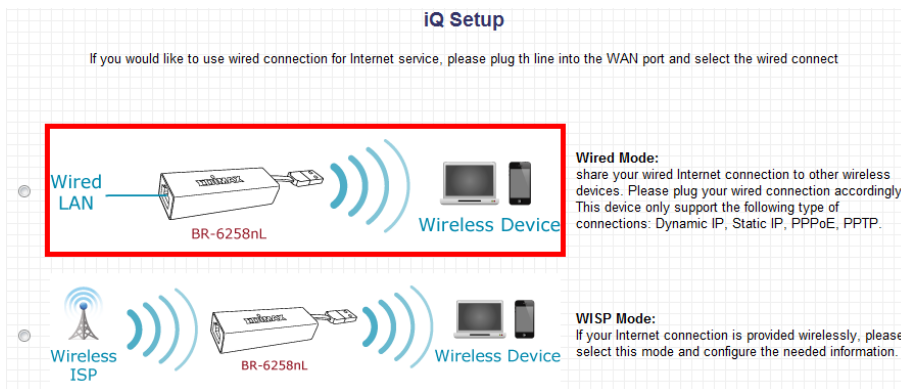 iQ Setup
If you would like to use wired connection for Internet service, please plug th line into the WAN port and select the wired connect
Wired
LAN
EDIMAX
BR-6258nL
Wireless Device
Wired Mode:
share your wired Internet connection to other wireless
devices. Please plug your wired connection accordingly
This device only support the following type of
connections: Dynamic IP, Static IP, PPPoE, PPTP.
Wireless
ISP
EDIMAX
BR-6258nL
Wireless Device
WISP Mode:
If your Internet connection is provided wirelessly, please
select this mode and configure the needed information.